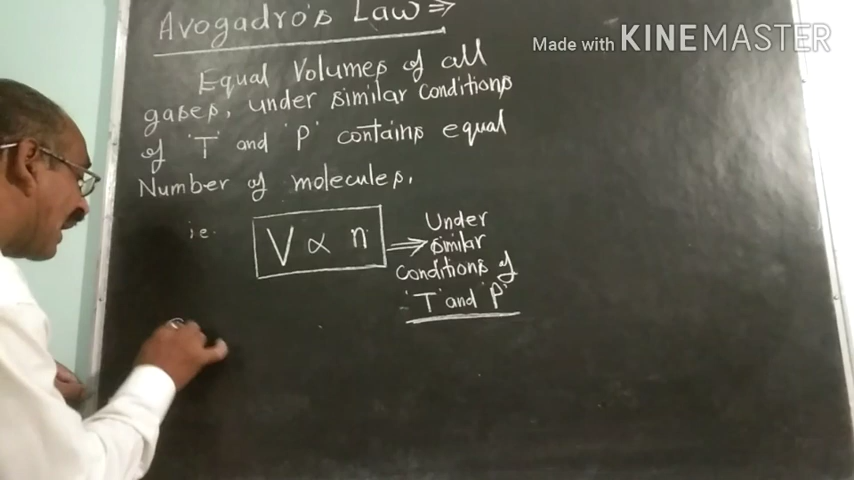 Avogadro's Law ⇒
Made with KINEMASTER
Equal Volumes of all
gases, under similar conditions
of 'T' and 'P' contains equal
Number of molecules.
i.e. V ∝ n ⇒ Under
similar
conditions of
'T' and 'P'